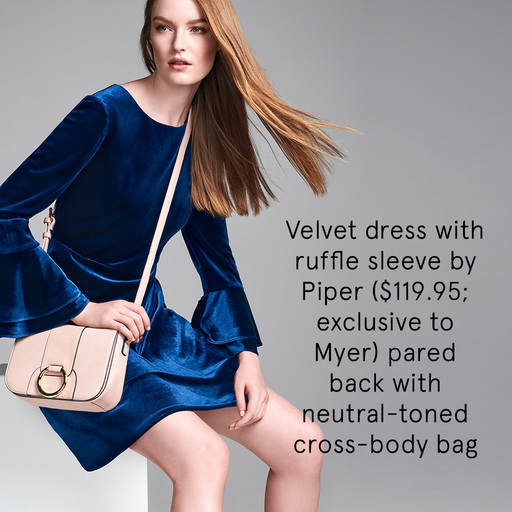 Velvet dress with
ruffle sleeve by
Piper ($119.95;
exclusive to
Myer) pared
back with
neutral-toned
cross-body bag